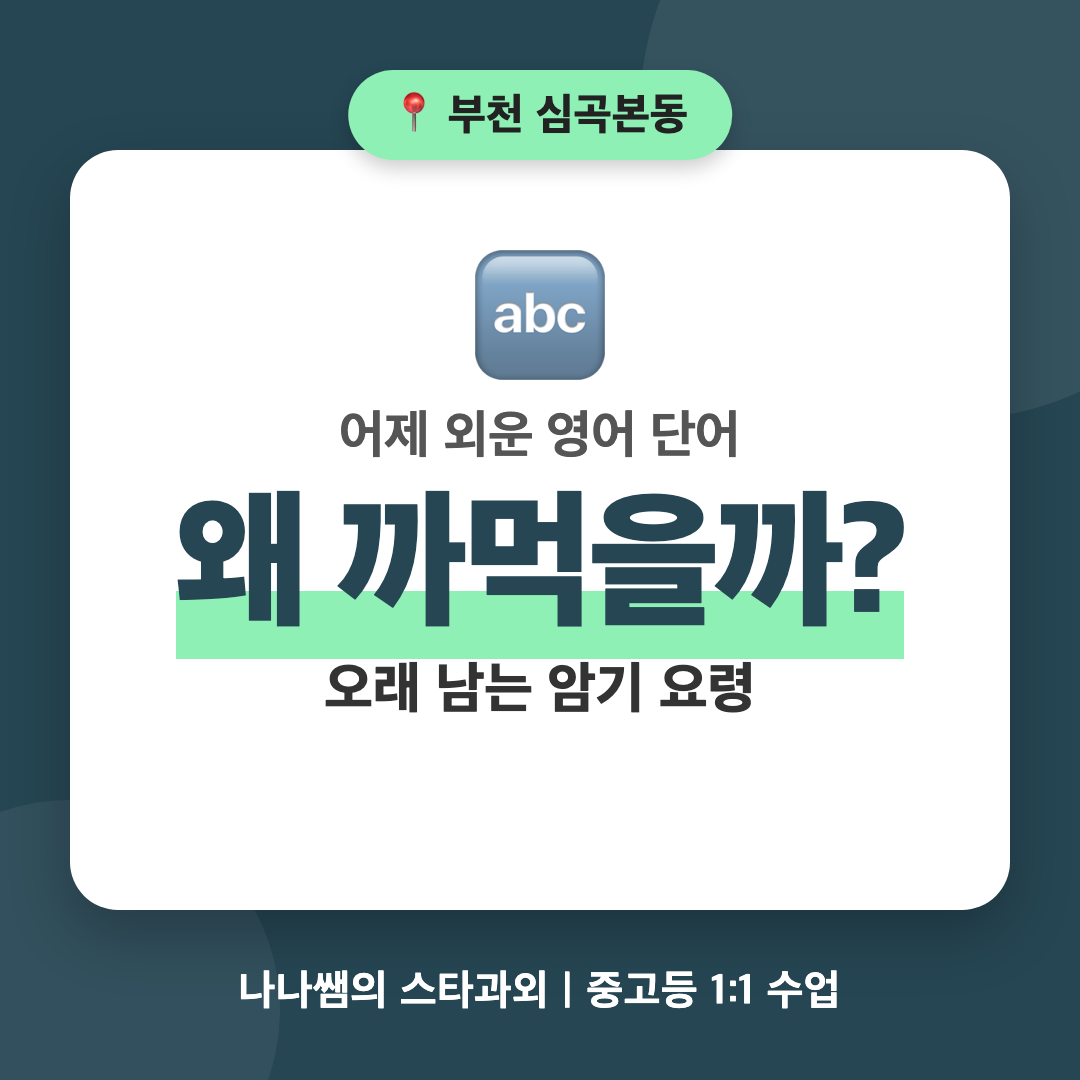 📍 부천 심곡본동
abc
어제 외운 영어 단어
왜 까먹을까?
오래 남는 암기 요령
나나쌤의 스타과외 | 중고등 1:1 수업